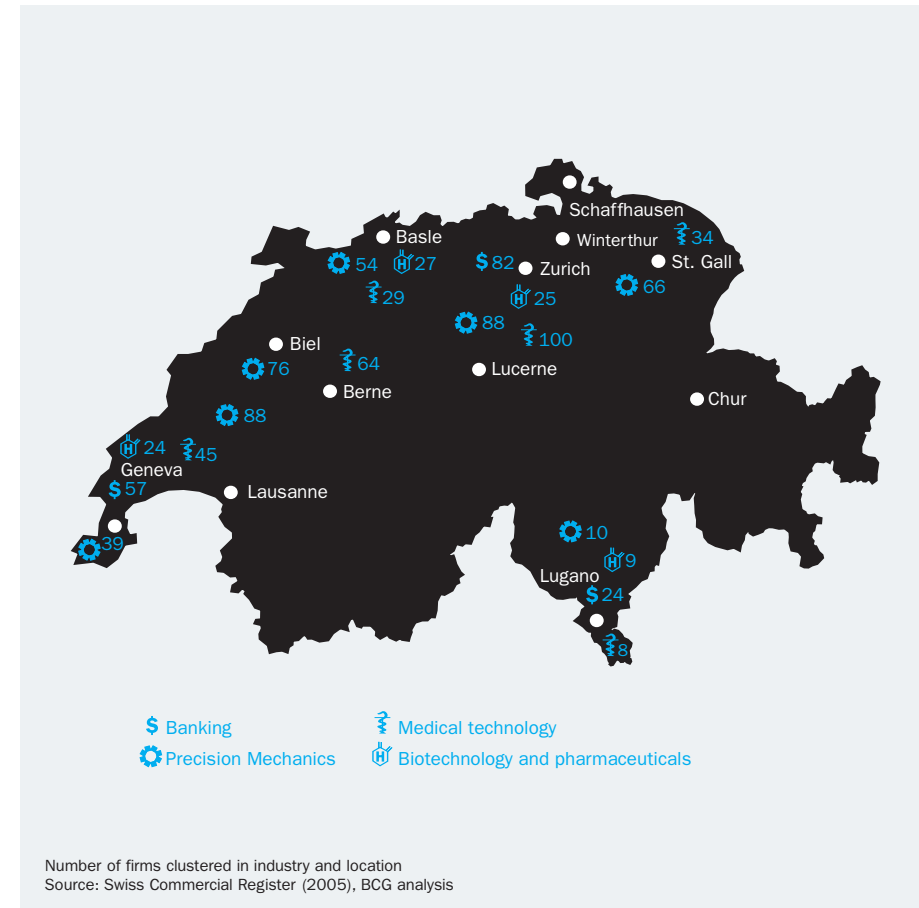 Schaffhausen
Basle
Winterthur
34
54
27
82
Zurich
St. Gall
29
25
66
88
100
Biel
64
76
Lucerne
Berne
Chur
88
24
45
Geneva
57
Lausanne
39
10
9
Lugano
24
8
$ Banking
Medical technology
Precision Mechanics
H Biotechnology and pharmaceuticals
Number of firms clustered in industry and location
Source: Swiss Commercial Register (2005), BCG analysis